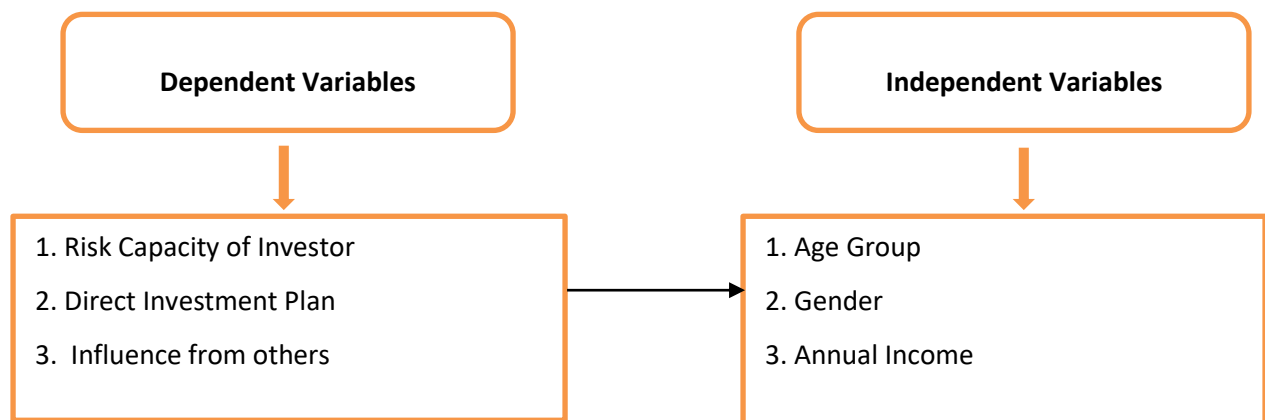 Dependent Variables
Independent Variables
1. Risk Capacity of Investor
2. Direct Investment Plan
3. Influence from others
1. Age Group
2. Gender
3. Annual Income